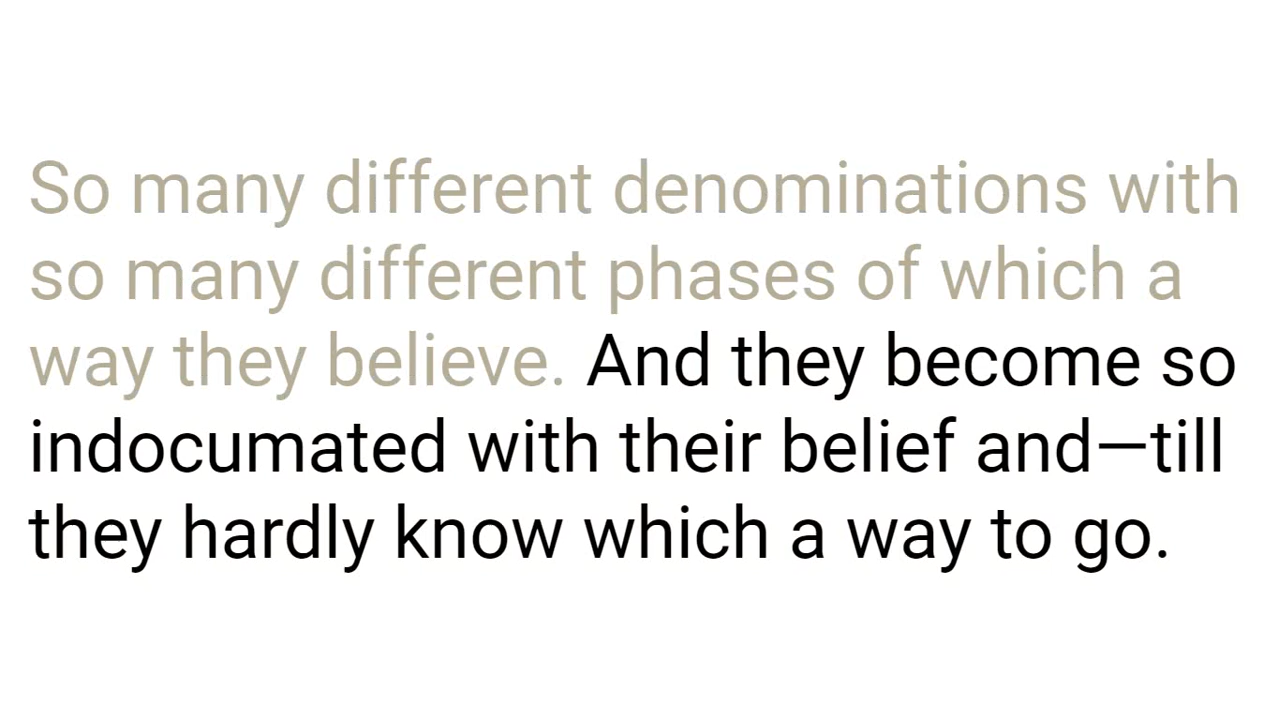 So many different denominations with
so many different phases of which a
way they believe. And they become so
indocumated with their belief and—till
they hardly know which a way to go.